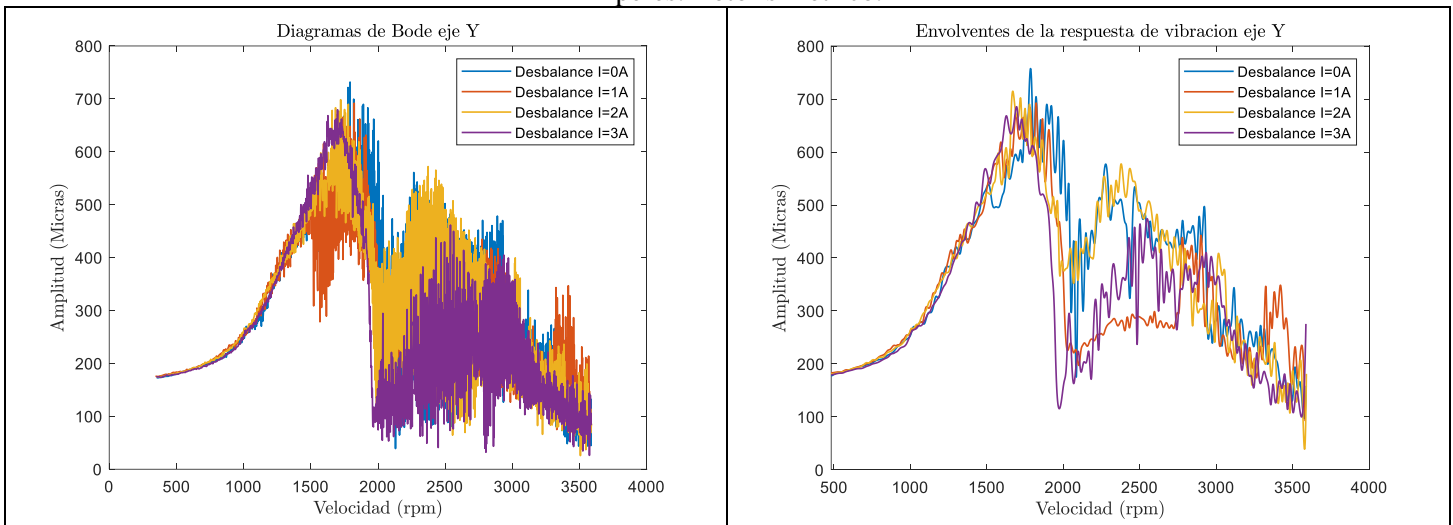 Diagramas de Bode eje Y
800
700
600
500
400
300
200
100
0
Amplitud (Micras)
Desbalance I=0A
Desbalance I=1A
Desbalance I=2A
Desbalance I=3A
0 500 1000 1500 2000 2500 3000 3500 4000
Velocidad (rpm)
Envolventes de la respuesta de vibracion eje Y
800
700
600
500
400
300
200
100
0
Amplitud (Micras)
Desbalance I=0A
Desbalance I=1A
Desbalance I=2A
Desbalance I=3A
500 1000 1500 2000 2500 3000 3500 4000
Velocidad (rpm)